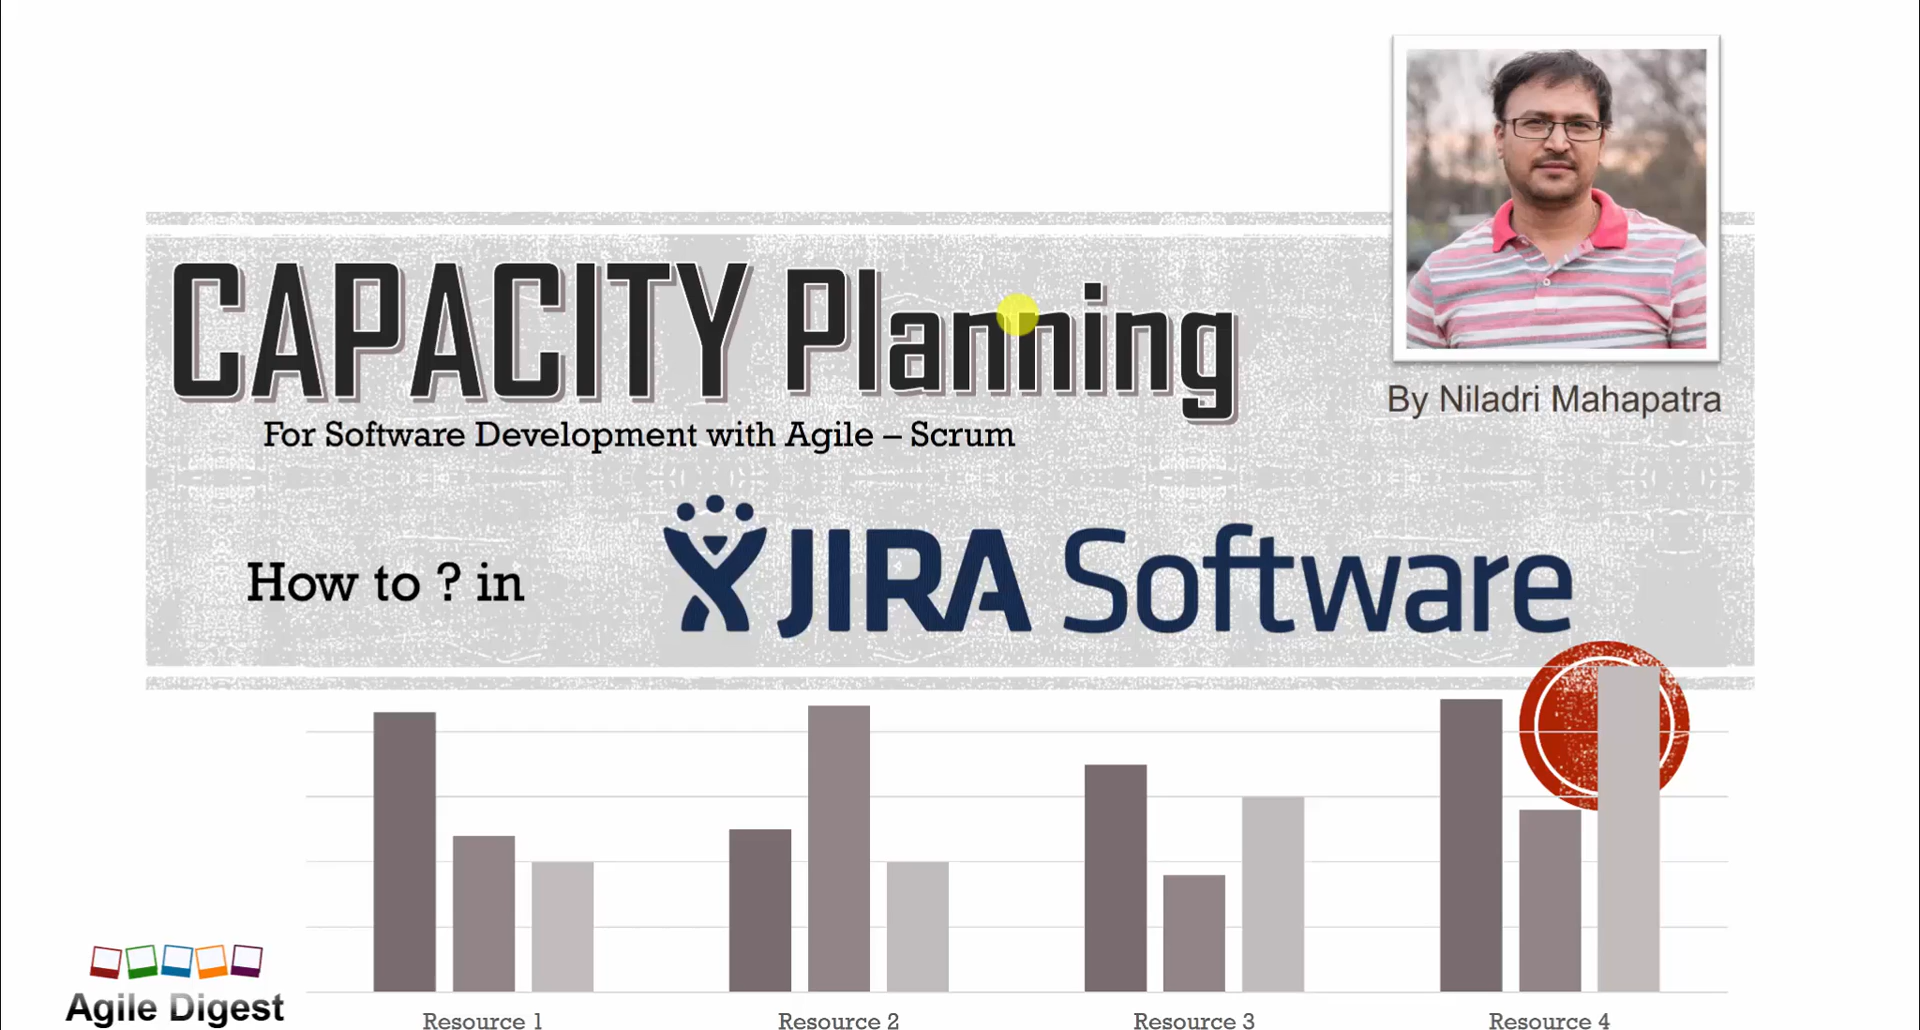 CAPACITY Planning
By Niladri Mahapatra
For Software Development with Agile – Scrum
How to ? in
JIRA Software
Agile Digest
Resource 1
Resource 2
Resource 3
Resource 4